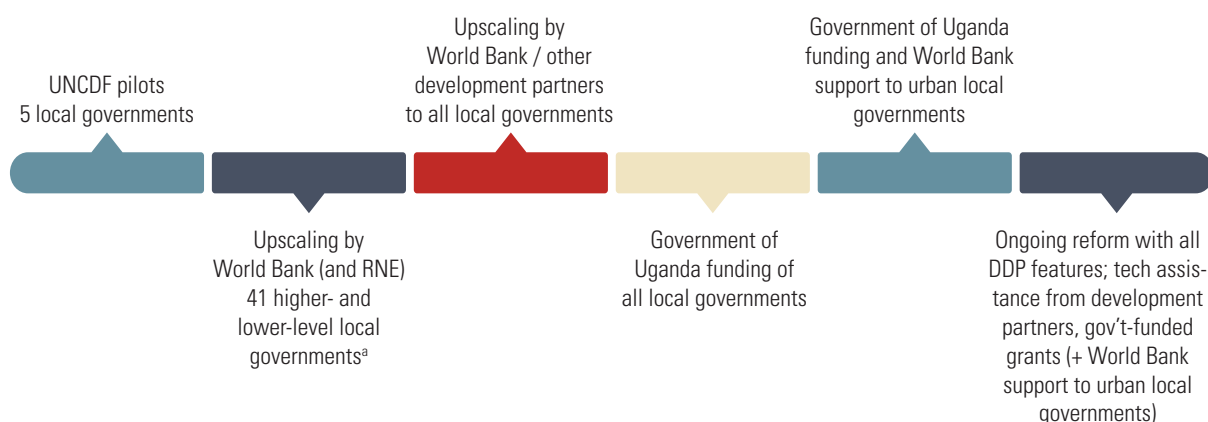 UNCDF pilots
5 local governments
Upscaling by
World Bank (and RNE)
41 higher- and
lower-level local
governmentsᵃ
Upscaling by
World Bank / other
development partners
to all local governments
Government of
Uganda funding of
all local governments
Government of Uganda
funding and World Bank
support to urban local
governments
Ongoing reform with all
DDP features; tech assis-
tance from development
partners, gov't-funded
grants (+ World Bank
support to urban local
governments)